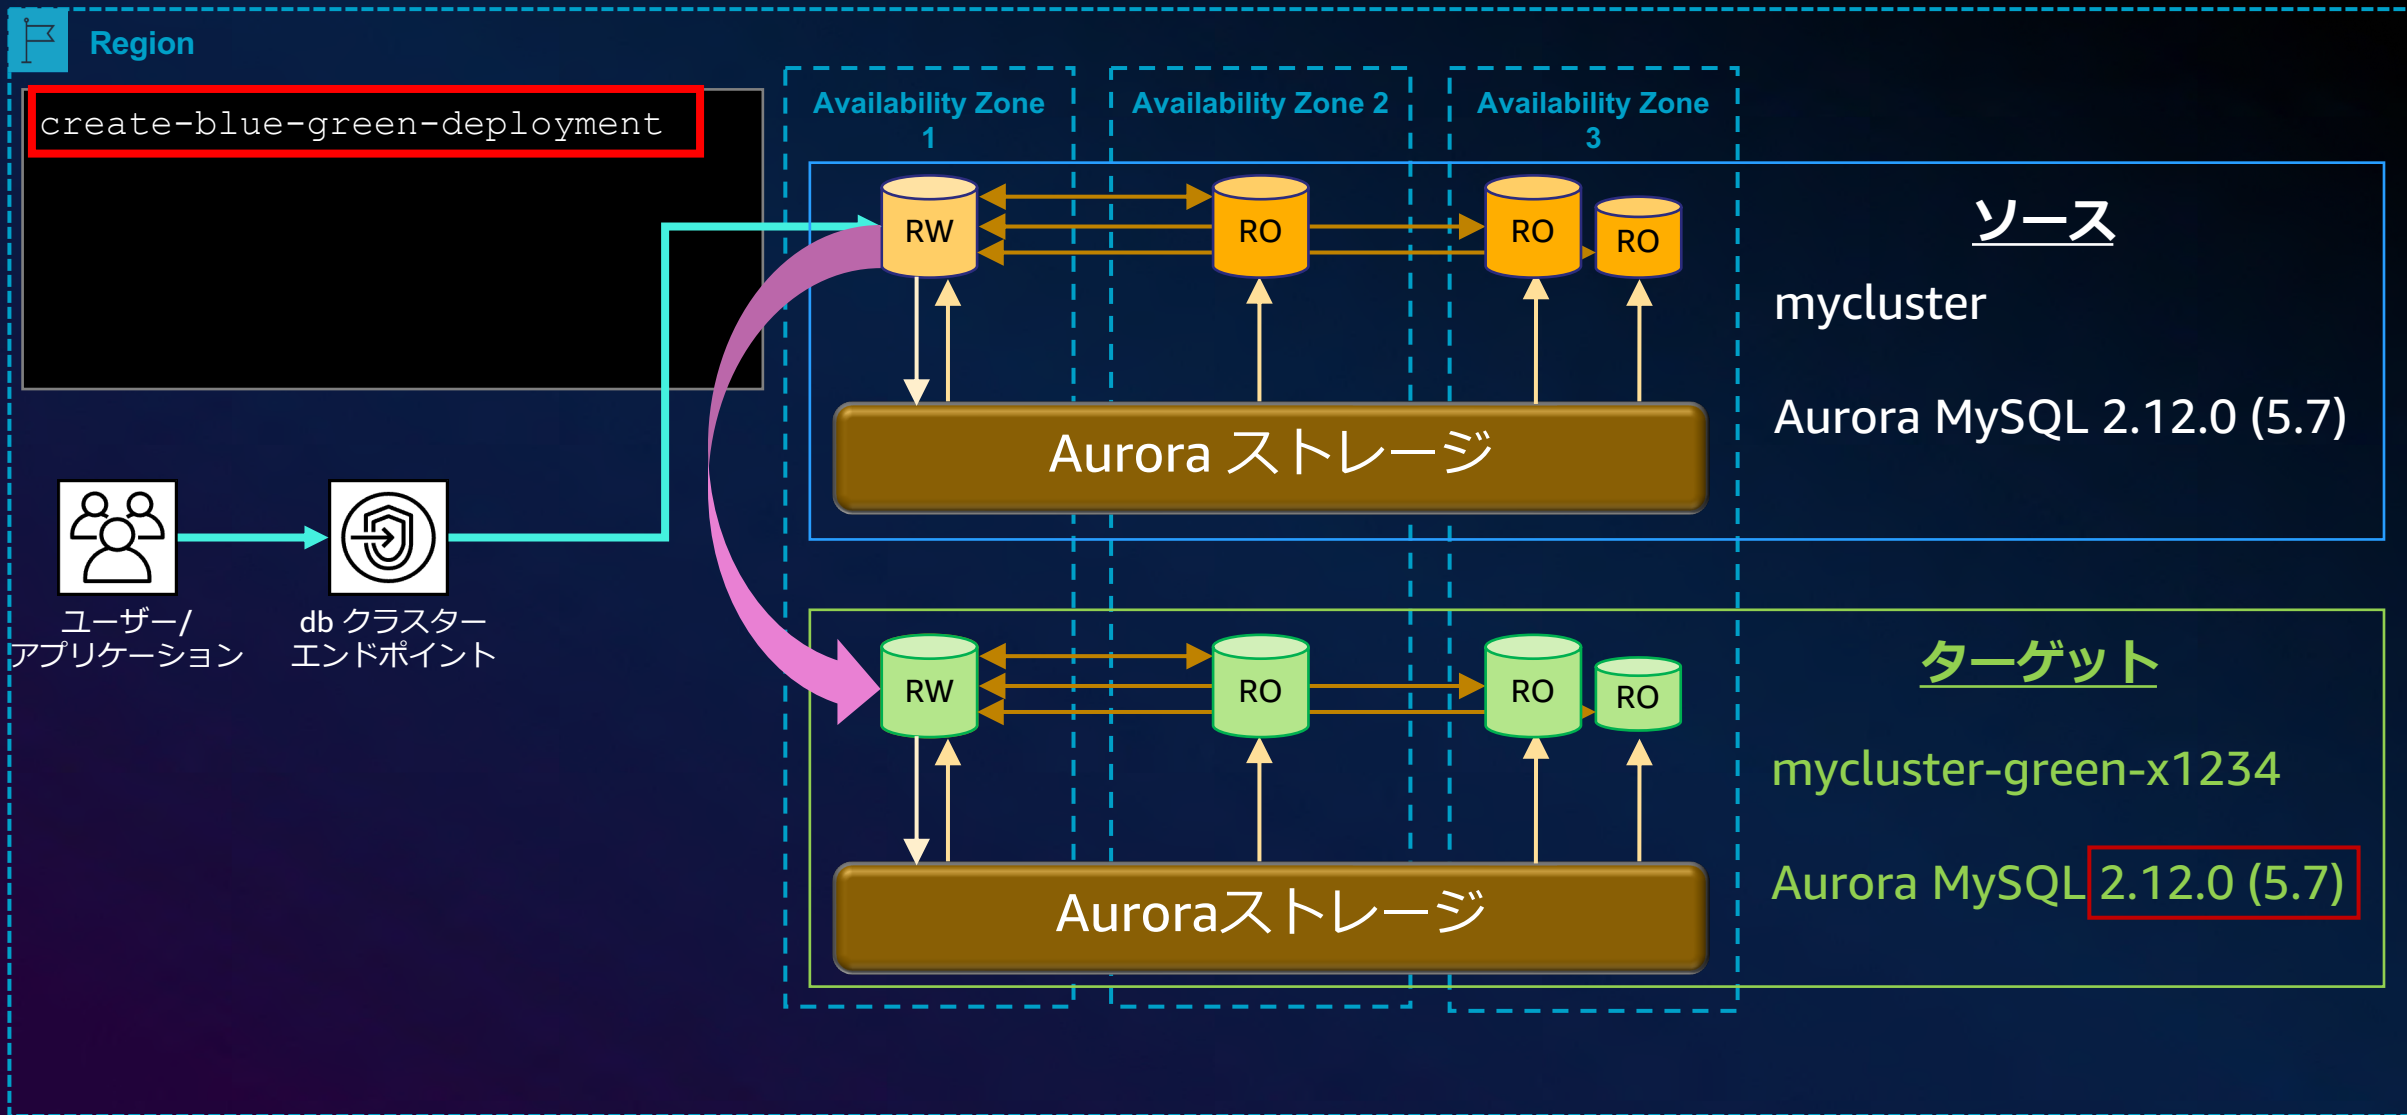 Region
create-blue-green-deployment
Availability Zone
1
Availability Zone 2
Availability Zone
3
RW
RO
RO
RO
ソース
mycluster
Aurora MySQL 2.12.0 (5.7)
Aurora ストレージ
ユーザー/
アプリケーション
db クラスター
エンドポイント
RW
RO
RO
RO
ターゲット
mycluster-green-x1234
Aurora MySQL 2.12.0 (5.7)
Auroraストレージ